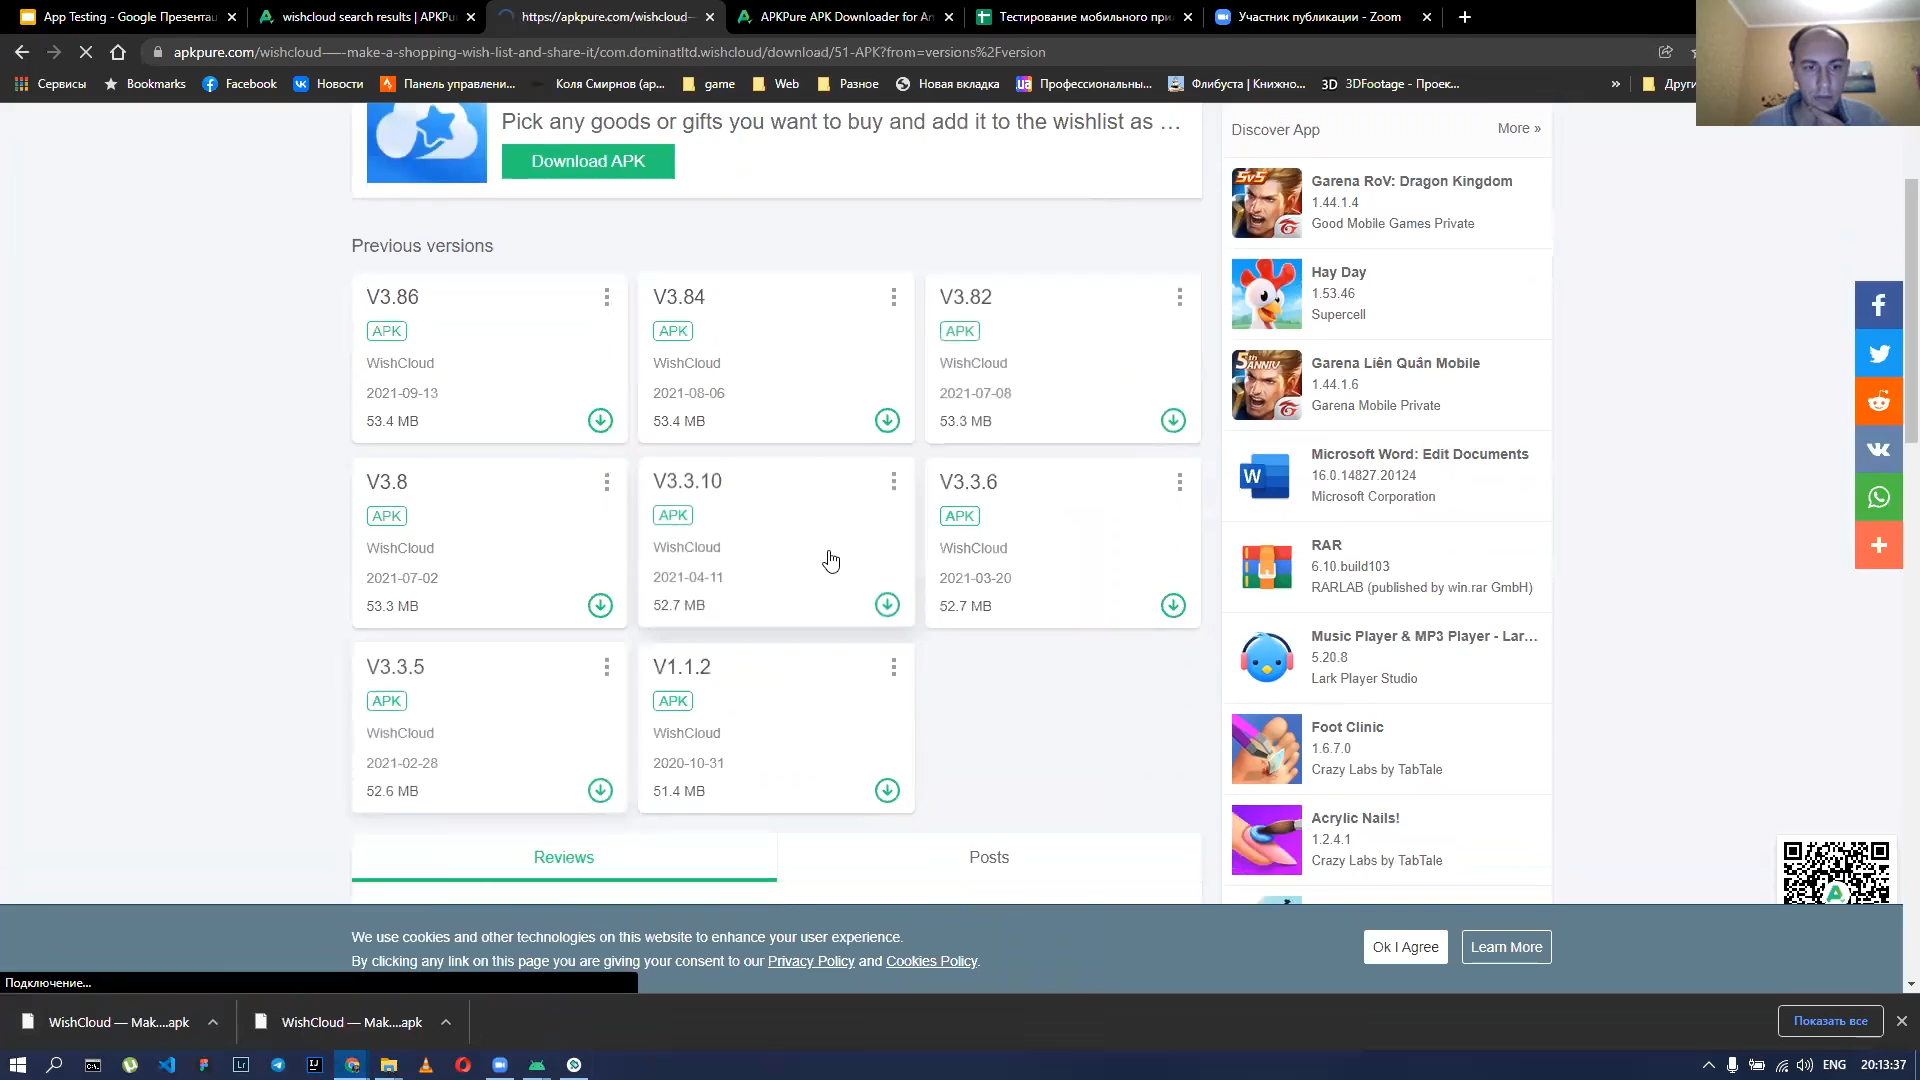 App Testing - Google Презентац
wishcloud search results | APKPu
https://apkpure.com/wishcloud-
APKPure APK Downloader for An
Тестирование мобильного при
Участник публикации - Zoom
apkpure.com/wishcloud-—-make-a-shopping-wish-list-and-share-it/com.dominatltd.wishcloud/download/51-APK?from=versions%2Fversion
Сервисы
Bookmarks
Facebook
Новости
Панель управлени...
Коля Смирнов (ар...
game
Web
Разное
Новая вкладка
Профессиональны...
Флибуста | Книжно...
3D 3DFootage - Проек...
»
Други
Pick any goods or gifts you want to buy and add it to the wishlist as …
Download APK
Previous versions
V3.86
APK
WishCloud
2021-09-13
53.4 MB
V3.84
APK
WishCloud
2021-08-06
53.4 MB
V3.82
APK
WishCloud
2021-07-08
53.3 MB
V3.8
APK
WishCloud
2021-07-02
53.3 MB
V3.3.10
APK
WishCloud
2021-04-11
52.7 MB
V3.3.6
APK
WishCloud
2021-03-20
52.7 MB
V3.3.5
APK
WishCloud
2021-02-28
52.6 MB
V1.1.2
APK
WishCloud
2020-10-31
51.4 MB
Reviews
Posts
Discover App
More »
5V5
Garena RoV: Dragon Kingdom
1.44.1.4
Good Mobile Games Private
Hay Day
1.53.46
Supercell
5th ANNIV
Garena Liên Quân Mobile
1.44.1.6
Garena Mobile Private
W
Microsoft Word: Edit Documents
16.0.14827.20124
Microsoft Corporation
RAR
6.10.build103
RARLAB (published by win.rar GmbH)
Music Player & MP3 Player - Lar…
5.20.8
Lark Player Studio
Foot Clinic
1.6.7.0
Crazy Labs by TabTale
Acrylic Nails!
1.2.4.1
Crazy Labs by TabTale
We use cookies and other technologies on this website to enhance your user experience.
By clicking any link on this page you are giving your consent to our Privacy Policy and Cookies Policy.
Ok I Agree
Learn More
Подключение...
WishCloud — Mak....apk
WishCloud — Mak....apk
Показать все
Lr
IJ
ENG
20:13:37